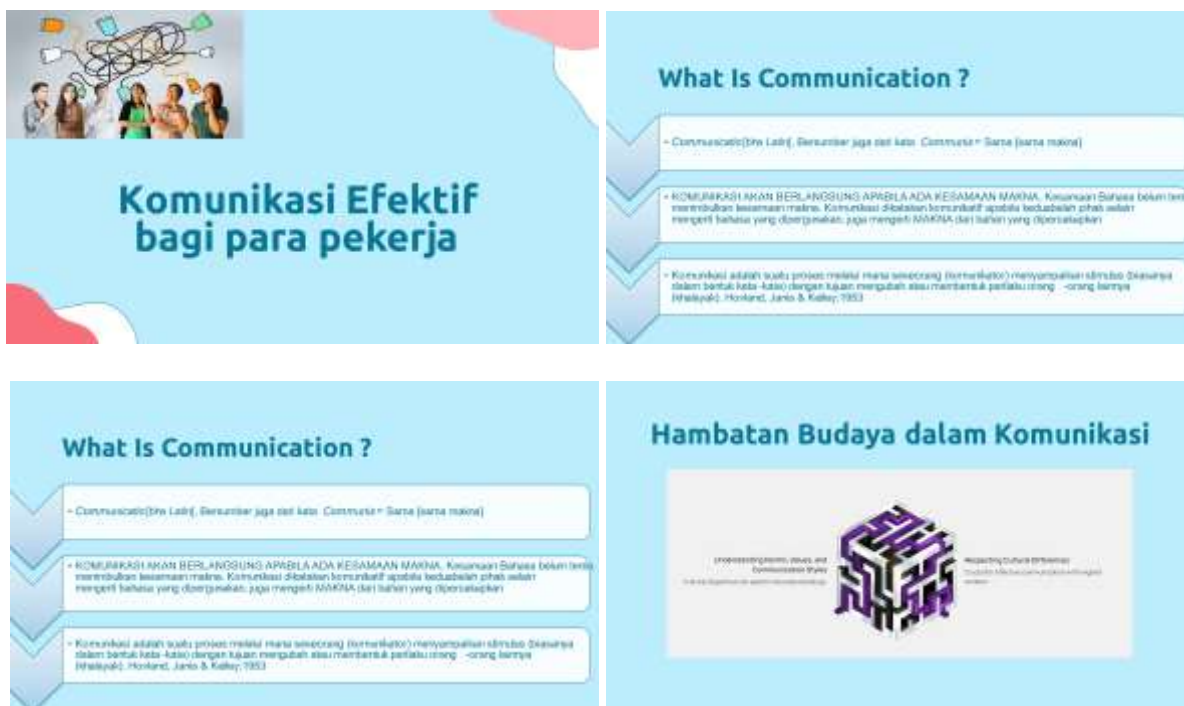 Komunikasi Efektif
bagi para pekerja
What Is Communication ?
- Communicatio(bhs Latin), Bersumber juga dari kata Communis = Sama (sama makna)
- KOMUNIKASI AKAN BERLANGSUNG APABILA ADA KESAMAAN MAKNA. Kesamaan Bahasa belum
menimbulkan kesamaan makna. Komunikasi dikatakan komunikatif apabila keduabelah pihak selain
mengerti bahasa yang dipergunakan, juga mengerti MAKNA dari bahan yang dipercakapkan
- Komunikasi adalah suatu proses melalui mana seseorang (komunikator) menyampaikan stimulus (biasanya
dalam bentuk kata -kata) dengan tujuan mengubah atau membentuk perilaku orang -orang lainnya
(khalayak). Hovland, Janis & Kelley,1953
What Is Communication ?
- Communicatio(bhs Latin), Bersumber juga dari kata Communis = Sama (sama makna)
- KOMUNIKASI AKAN BERLANGSUNG APABILA ADA KESAMAAN MAKNA. Kesamaan Bahasa belum
menimbulkan kesamaan makna. Komunikasi dikatakan komunikatif apabila keduabelah pihak selain
mengerti bahasa yang dipergunakan, juga mengerti MAKNA dari bahan yang dipercakapkan
- Komunikasi adalah suatu proses melalui mana seseorang (komunikator) menyampaikan stimulus (biasanya
dalam bentuk kata -kata) dengan tujuan mengubah atau membentuk perilaku orang -orang lainnya
(khalayak). Hovland, Janis & Kelley,1953
Hambatan Budaya dalam Komunikasi
Understanding Norms, Values, and
Communication Styles
Respecting Cultural Differences